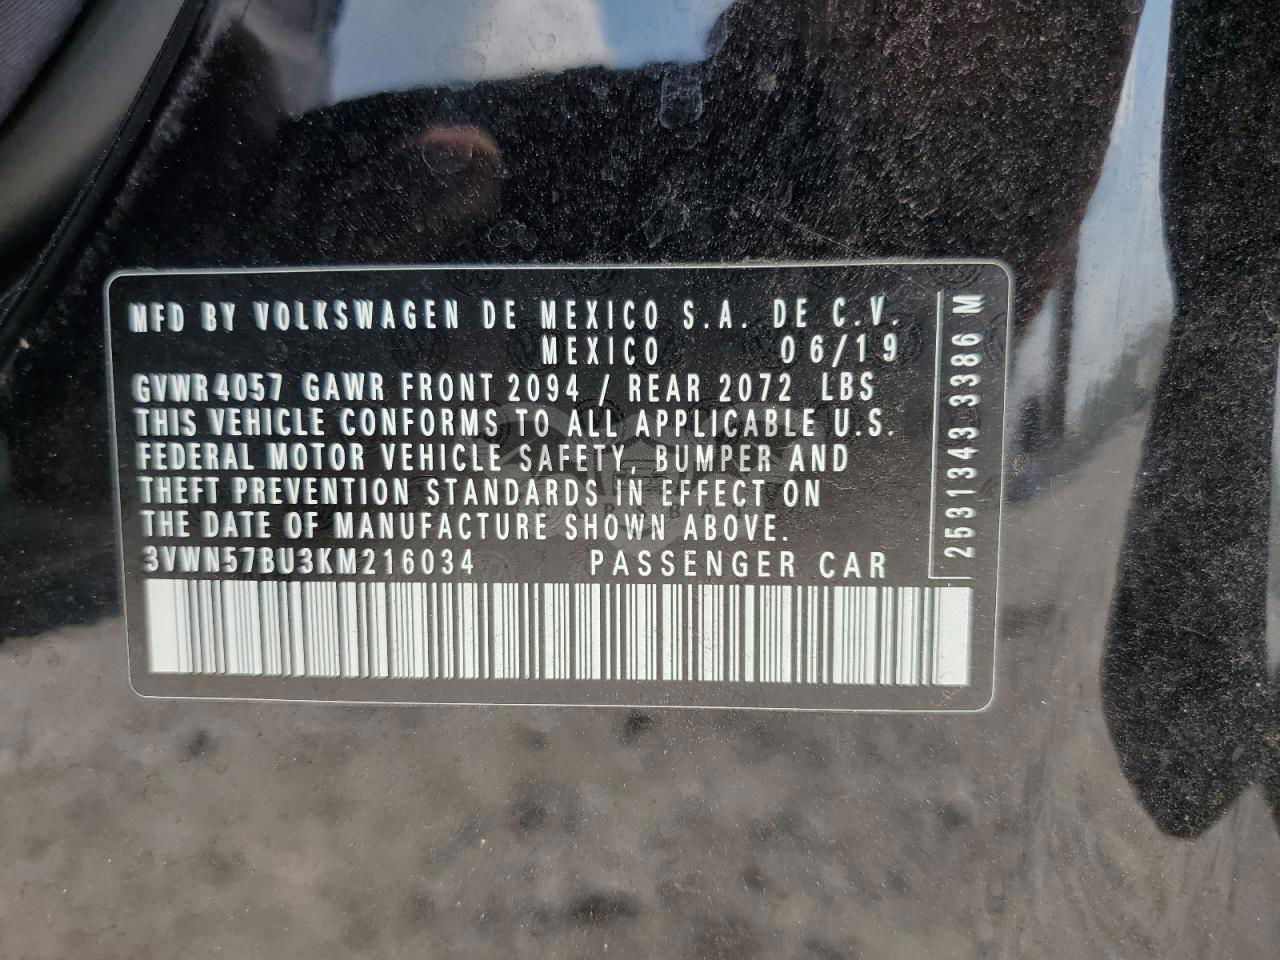 MFD BY VOLKSWAGEN DE MEXICO S.A. DE C.V.
MEXICO 06/19
GVWR4057 GAWR FRONT 2094 / REAR 2072 LBS
THIS VEHICLE CONFORMS TO ALL APPLICABLE U.S.
FEDERAL MOTOR VEHICLE SAFETY, BUMPER AND
THEFT PREVENTION STANDARDS IN EFFECT ON
THE DATE OF MANUFACTURE SHOWN ABOVE.
3VWN57BU3KM216034 PASSENGER CAR
2531343 3386 M